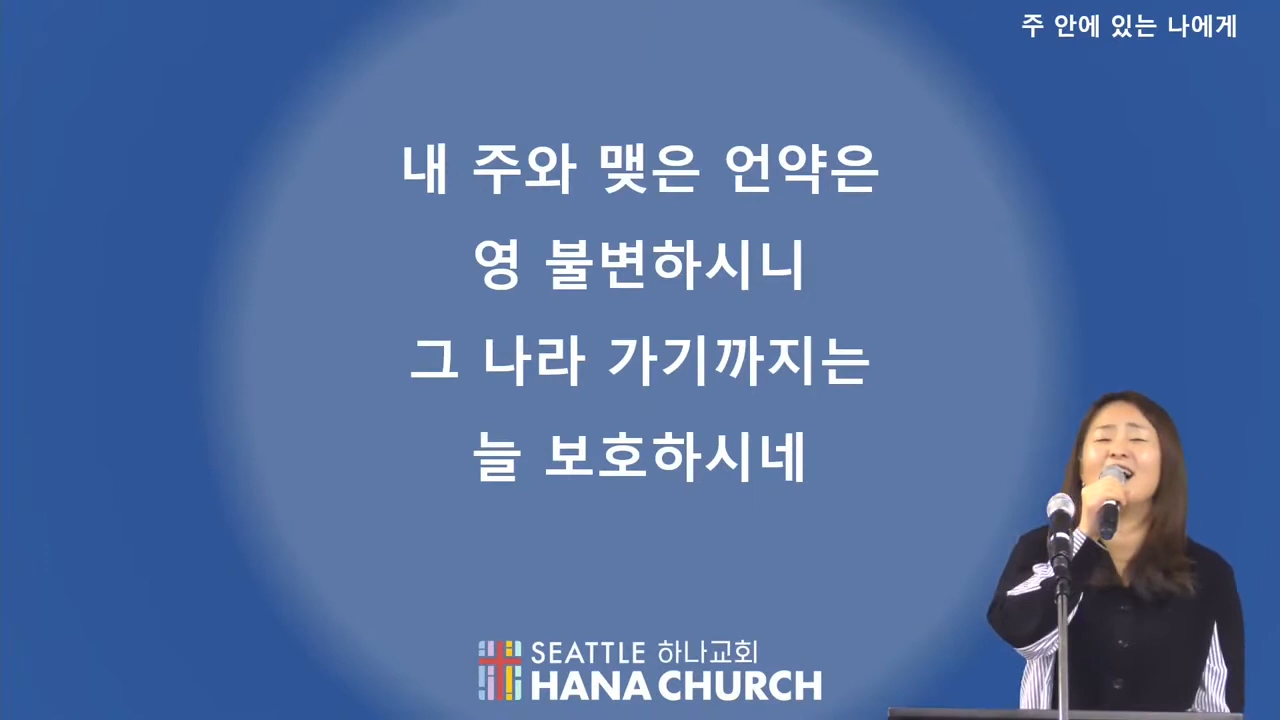 주 안에 있는 나에게
내 주와 맺은 언약은
영 불변하시니
그 나라 가기까지는
늘 보호하시네
SEATTLE 하나교회
HANA CHURCH